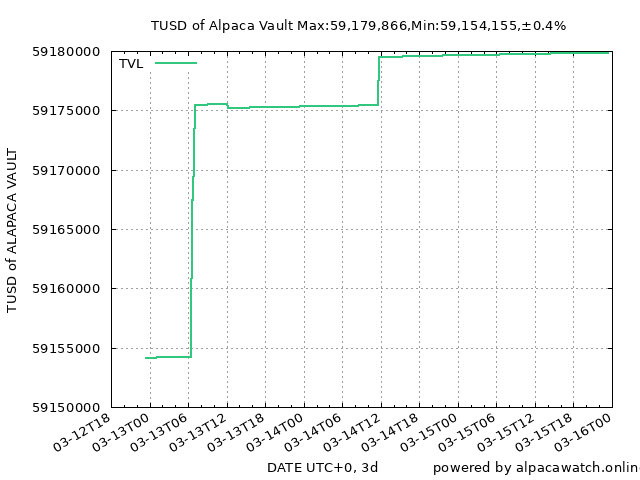 TUSD of Alpaca Vault Max:59,179,866,Min:59,154,155,±0.4%
TVL
59180000
59175000
59170000
59165000
59160000
59155000
59150000
TUSD of ALAPACA VAULT
03-12T18
03-13T00
03-13T06
03-13T12
03-13T18
03-14T00
03-14T06
03-14T12
03-14T18
03-15T00
03-15T06
03-15T12
03-15T18
03-16T00
DATE UTC+0, 3d
powered by alpacawatch.online